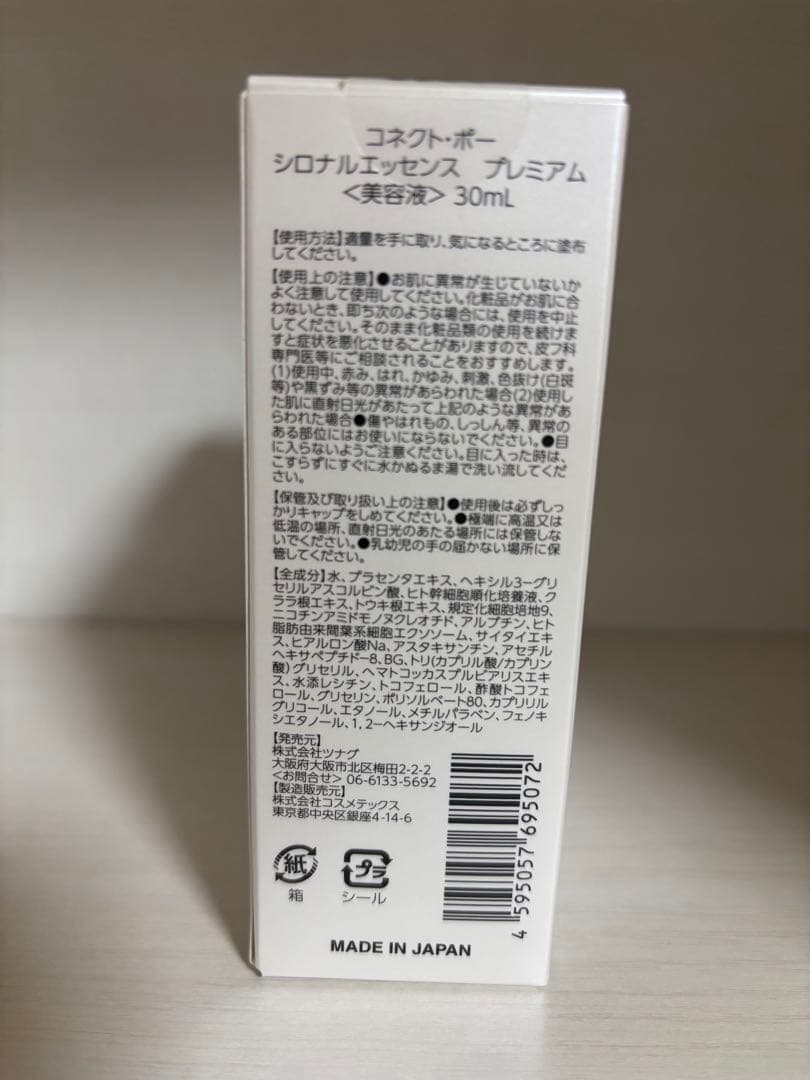 コネクト・ポー
シロナルエッセンス　プレミアム
＜美容液＞ 30mL
【使用方法】適量を手に取り、気になるところに塗布
してください。
【使用上の注意】●お肌に異常が生じていないか
よく注意して使用してください。化粧品がお肌に合
わないとき、即ち次のような場合には、使用を中止
してください。そのまま化粧品類の使用を続けま
すと症状を悪化させることがありますので、皮フ科
専門医等にご相談されることをおすすめします。
(1)使用中、赤み、はれ、かゆみ、刺激、色抜け(白斑
等)や黒ずみ等の異常があらわれた場合(2)使用し
た肌に直射日光があたって上記のような異常があ
らわれた場合●傷やはれもの、しっしん等、異常の
ある部位にはお使いにならないでください。●目
に入らないようご注意ください。目に入った時は、
こすらずにすぐに水かぬるま湯で洗い流してくだ
さい。
【保管及び取り扱い上の注意】●使用後は必ずしっ
かりキャップをしめてください。●極端に高温又は
低温の場所、直射日光のあたる場所には保管しな
いでください。●乳幼児の手の届かない場所に保
管してください。
【全成分】水、プラセンタエキス、ヘキシル3-グリ
セリルアスコルビン酸、ヒト幹細胞順化培養液、ク
ララ根エキス、トウキ根エキス、規定化細胞培地9、
ニコチンアミドモノヌクレオチド、アルブチン、ヒト
脂肪由来間葉系細胞エクソソーム、サイタイエキ
ス、ヒアルロン酸Na、アスタキサンチン、アセチル
ヘキサペプチド-8、BG、トリ(カプリル酸/カプリン
酸)グリセリル、ヘマトコッカスプルビアリスエキ
ス、水添レシチン、トコフェロール、酢酸トコフェ
ロール、グリセリン、ポリソルベート80、カプリリル
グリコール、エタノール、メチルパラベン、フェノキ
シエタノール、1,2-ヘキサンジオール
【発売元】
株式会社ツナグ
大阪府大阪市北区梅田2-2-2
<お問合せ> 06-6133-5692
【製造販売元】
株式会社コスメテックス
東京都中央区銀座4-14-6
紙
箱
プラ
シール
4 595057 695072
MADE IN JAPAN